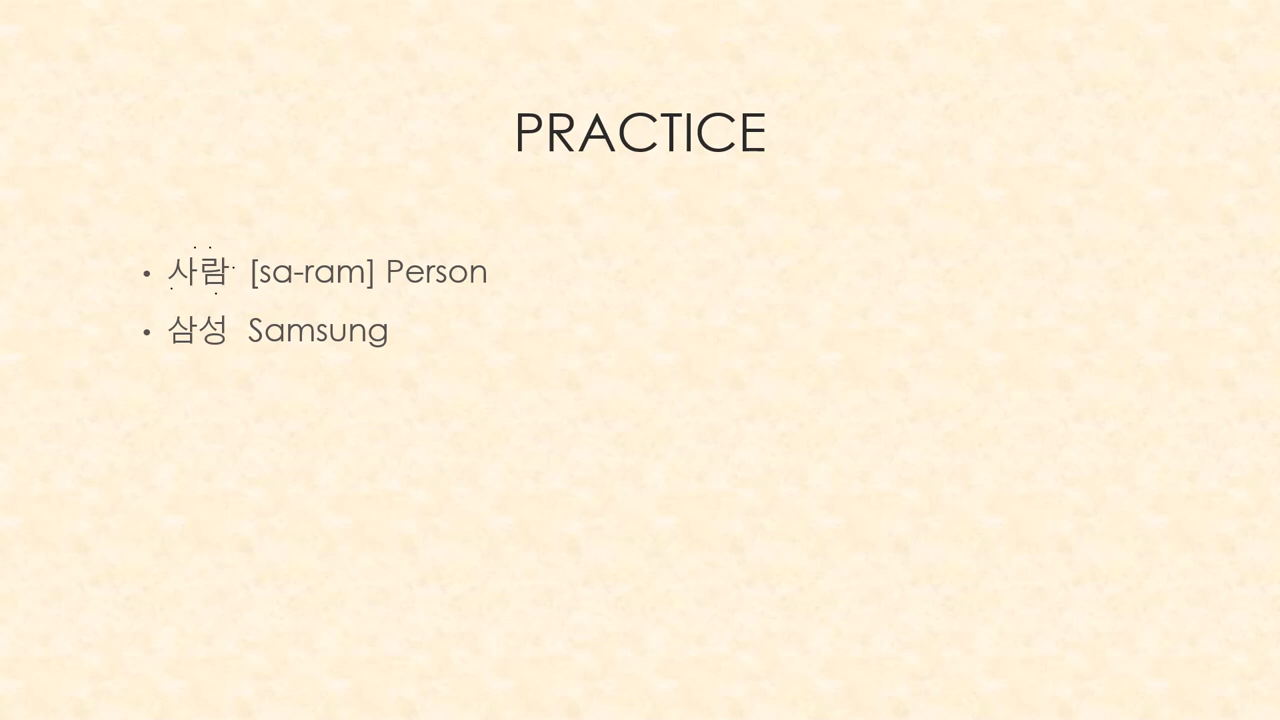 PRACTICE
• 사람 [sa-ram] Person
• 삼성 Samsung